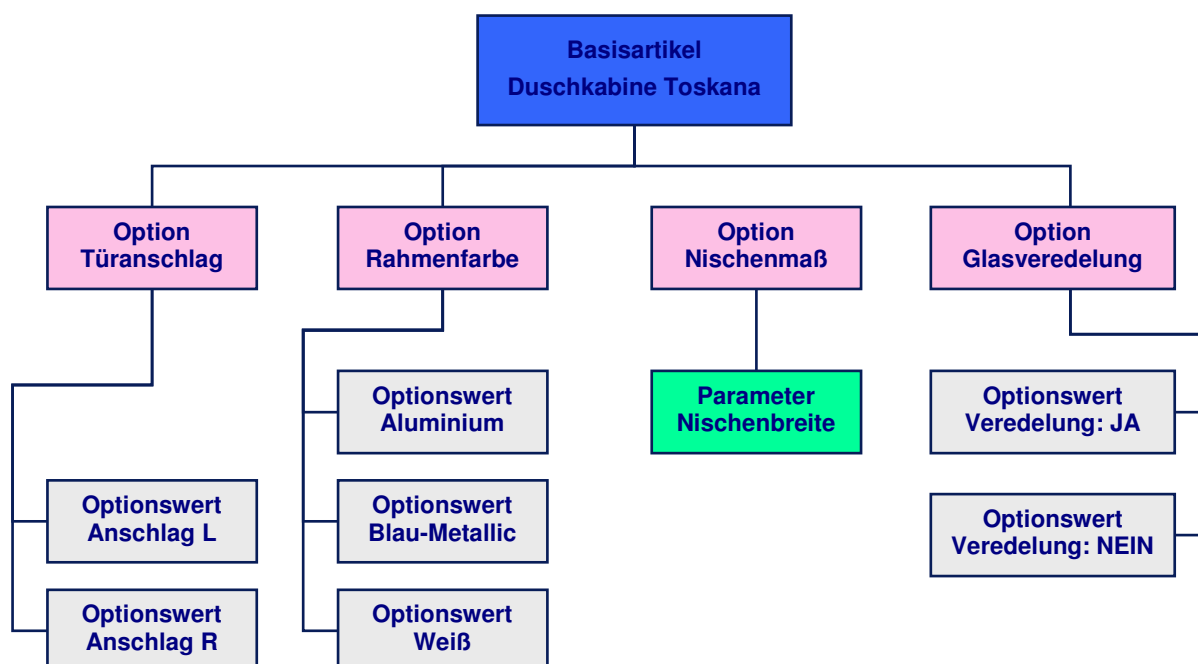 Basisartikel
Duschkabine Toskana
Option
Türanschlag
Option
Rahmenfarbe
Option
Nischenmaß
Option
Glasveredelung
Optionswert
Aluminium
Parameter
Nischenbreite
Optionswert
Veredelung: JA
Optionswert
Anschlag L
Optionswert
Blau-Metallic
Optionswert
Veredelung: NEIN
Optionswert
Anschlag R
Optionswert
Weiß